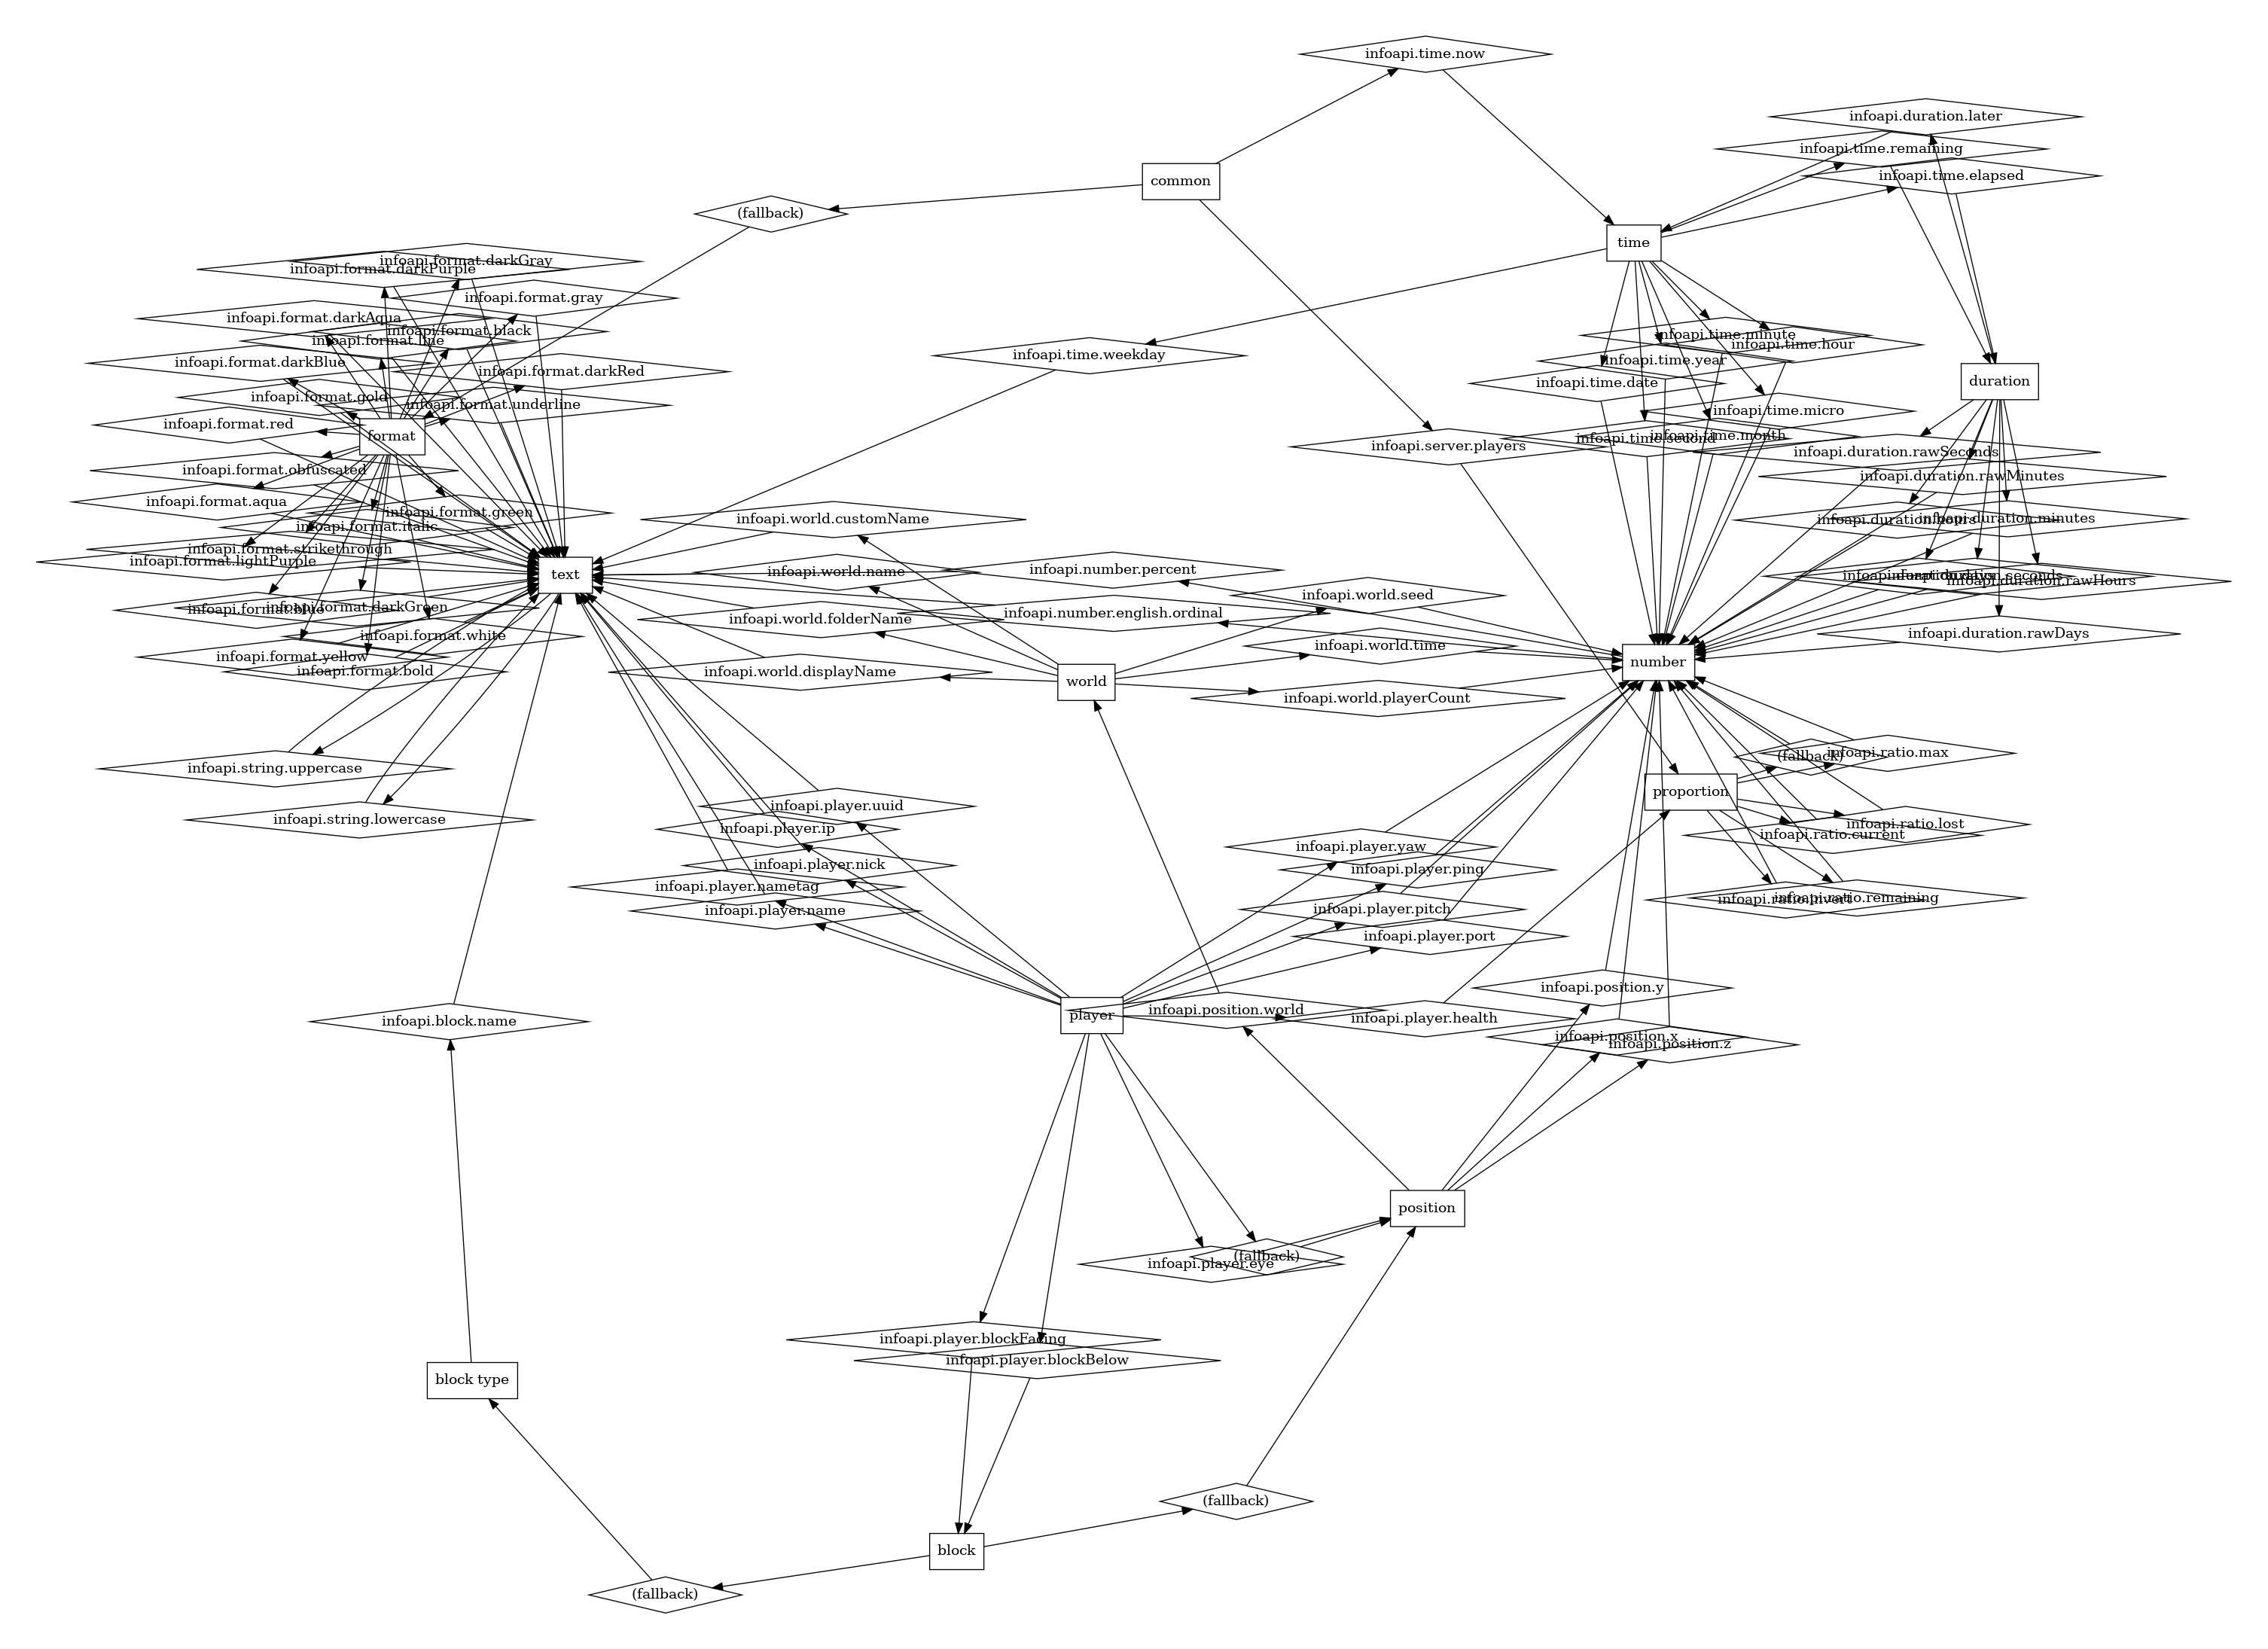 infoapi.time.now
infoapi.duration.later
infoapi.time.remaining
infoapi.time.elapsed
common
(fallback)
time
infoapi.format.darkGray
infoapi.format.darkPurple
infoapi.format.gray
infoapi.format.darkAqua
infoapi.format.black
infoapi.format.line
infoapi.time.minute
infoapi.time.hour
infoapi.time.weekday
infoapi.time.year
infoapi.format.darkBlue
infoapi.format.darkRed
infoapi.time.date
duration
infoapi.format.gold
infoapi.format.underline
infoapi.time.micro
infoapi.format.red
format
infoapi.time.second
infoapi.time.month
infoapi.server.players
infoapi.duration.rawSeconds
infoapi.format.obfuscated
infoapi.duration.rawMinutes
infoapi.format.aqua
infoapi.format.green
infoapi.world.customName
infoapi.duration.hours
infoapi.duration.minutes
infoapi.format.italic
infoapi.format.strikethrough
infoapi.format.lightPurple
text
infoapi.world.name
infoapi.number.percent
infoapi.duration.days
infoapi.duration.seconds
infoapi.duration.rawHours
infoapi.world.seed
infoapi.format.blue
infoapi.format.darkGreen
infoapi.number.english.ordinal
infoapi.world.folderName
infoapi.duration.rawDays
infoapi.format.white
infoapi.world.time
infoapi.format.yellow
number
infoapi.format.bold
infoapi.world.displayName
world
infoapi.world.playerCount
infoapi.string.uppercase
(fallback)
infoapi.ratio.max
proportion
infoapi.player.uuid
infoapi.string.lowercase
infoapi.player.ip
infoapi.ratio.lost
infoapi.ratio.current
infoapi.player.yaw
infoapi.player.nick
infoapi.player.ping
infoapi.player.nametag
infoapi.ratio.invert
infoapi.ratio.remaining
infoapi.player.name
infoapi.player.pitch
infoapi.player.port
infoapi.position.y
infoapi.position.world
player
infoapi.player.health
infoapi.block.name
infoapi.position.x
infoapi.position.z
position
(fallback)
infoapi.player.eye
infoapi.player.blockFacing
infoapi.player.blockBelow
block type
(fallback)
block
(fallback)